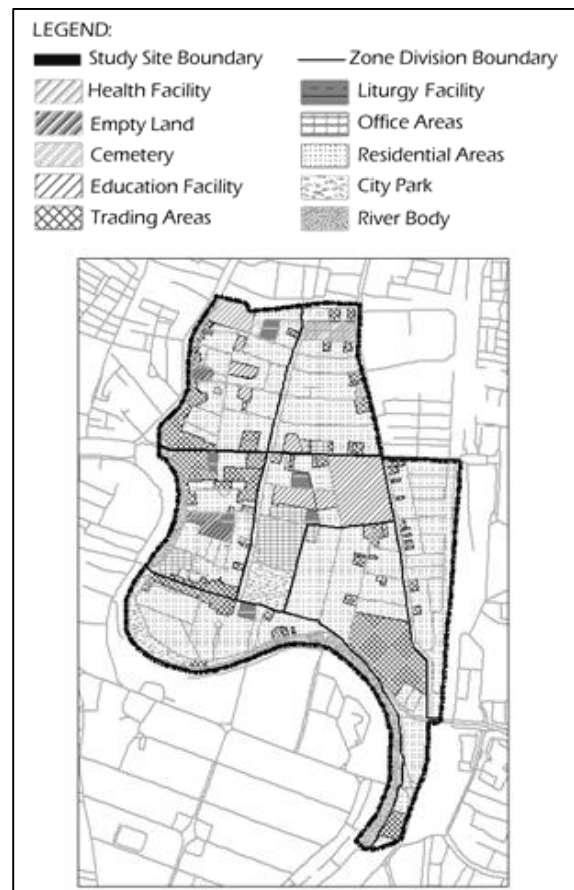 LEGEND:
Study Site Boundary
Zone Division Boundary
Health Facility
Liturgy Facility
Empty Land
Office Areas
Cemetery
Residential Areas
Education Facility
City Park
Trading Areas
River Body